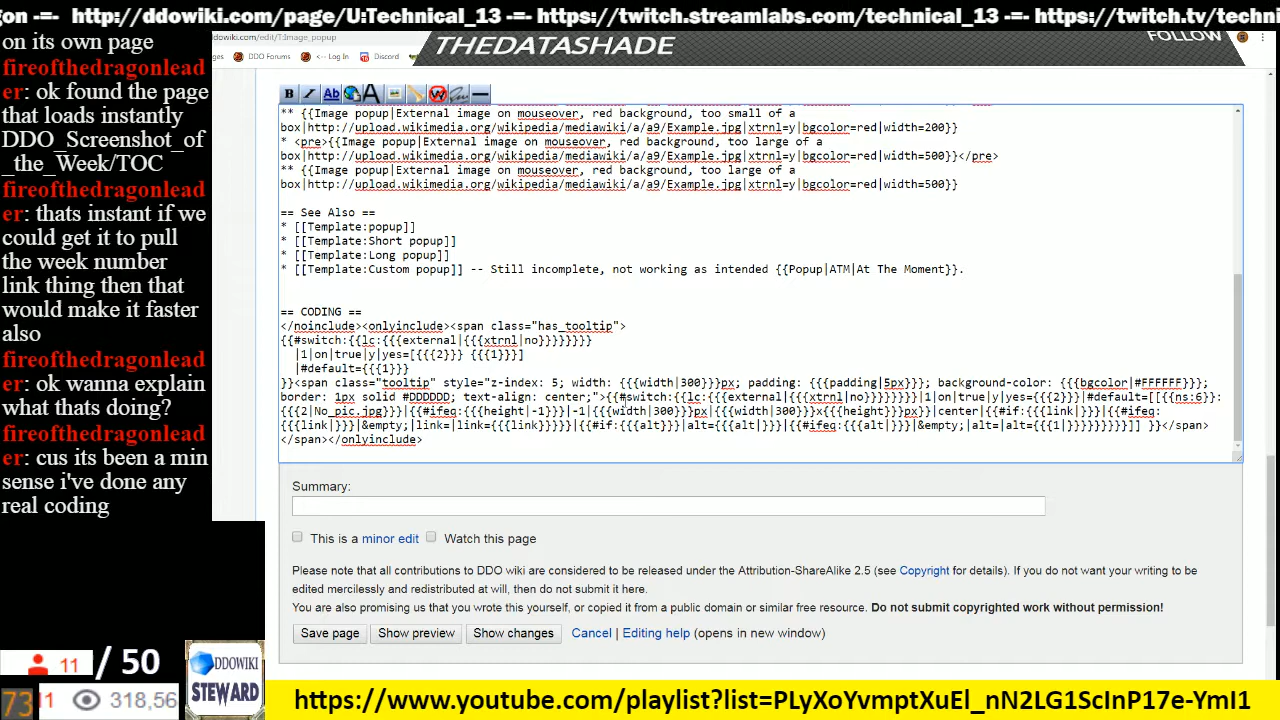 gon -=- http://ddowiki.com/page/U:Technical_13 -=- https://twitch.streamlabs.com/technical_13 -=- https://twitch.tv/techni
on its own page
fireofthedragonlead
er: ok found the page
that loads instantly
DDO_Screenshot_of
_the_Week/TOC
fireofthedragonlead
er: thats instant if we
could get it to pull
the week number
link thing then that
would make it faster
also
fireofthedragonlead
er: ok wanna explain
what thats doing?
fireofthedragonlead
er: cus its been a min
sense i've done any
real coding
11 / 50
73
11
318,56
DDOWIKI
STEWARD
dowiki.com/edit/T:Image_popup
ges DDO Forums <-- Log In Discord
THEDATASHADE
FOLLOW
B I Ab A W
** {{Image popup|External image on mouseover, red background, too small of a
box|http://upload.wikimedia.org/wikipedia/mediawiki/a/a9/Example.jpg|xtrnl=y|bgcolor=red|width=200}}
* <pre>{{Image popup|External image on mouseover, red background, too large of a
box|http://upload.wikimedia.org/wikipedia/mediawiki/a/a9/Example.jpg|xtrnl=y|bgcolor=red|width=500}}</pre>
** {{Image popup|External image on mouseover, red background, too large of a
box|http://upload.wikimedia.org/wikipedia/mediawiki/a/a9/Example.jpg|xtrnl=y|bgcolor=red|width=500}}
== See Also ==
* [[Template:popup]]
* [[Template:Short popup]]
* [[Template:Long popup]]
* [[Template:Custom popup]] -- Still incomplete, not working as intended {{Popup|ATM|At The Moment}}.
== CODING ==
</noinclude><onlyinclude><span class="has_tooltip">
{{#switch:{{lc:{{{external|{{{xtrnl|no}}}}}}}}
|1|on|true|y|yes=[{{{2}}} {{{1}}}]
|#default={{{1}}}
}}<span class="tooltip" style="z-index: 5; width: {{{width|300}}}px; padding: {{{padding|5px}}}; background-color: {{{bgcolor|#FFFFFF}}};
border: 1px solid #DDDDDD; text-align: center;">{{#switch:{{lc:{{{external|{{{xtrnl|no}}}}}}}}|1|on|true|y|yes={{{2}}}|#default=[[{{ns:6}}:
{{{2|No_pic.jpg}}}|{{#ifeq:{{{height|-1}}}|-1|{{{width|300}}}px|{{{width|300}}}x{{{height}}}px}}|center|{{#if:{{{link|}}}|{{#ifeq:
{{{link|}}}|&empty;|link=|link={{{link}}}}}|{{#if:{{{alt}}}|alt={{{alt|}}}|{{#ifeq:{{{alt|}}}|&empty;|alt=|alt={{{1|}}}}}}}}}]] }}</span>
</span></onlyinclude>
Summary:
This is a minor edit Watch this page
Please note that all contributions to DDO wiki are considered to be released under the Attribution-ShareAlike 2.5 (see Copyright for details). If you do not want your writing to be
edited mercilessly and redistributed at will, then do not submit it here.
You are also promising us that you wrote this yourself, or copied it from a public domain or similar free resource. Do not submit copyrighted work without permission!
Save page Show preview Show changes Cancel | Editing help (opens in new window)
https://www.youtube.com/playlist?list=PLyXoYvmptXuEl_nN2LG1ScInP17e-YmI1